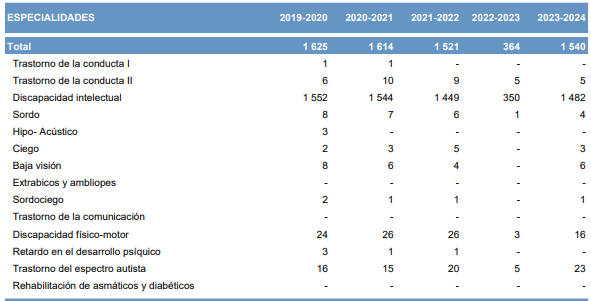 ESPECIALIDADES 2019-2020 2020-2021 2021-2022 2022-2023 2023-2024
Total 1 625 1 614 1 521 364 1 540
Trastorno de la conducta I 1 1 - - -
Trastorno de la conducta II 6 10 9 5 5
Discapacidad intelectual 1 552 1 544 1 449 350 1 482
Sordo 8 7 6 1 4
Hipo- Acústico 3 - - - -
Ciego 2 3 5 - 3
Baja visión 8 6 4 - 6
Extrabicos y ambliopes - - - - -
Sordociego 2 1 1 - 1
Trastorno de la comunicación - - - - -
Discapacidad físico-motor 24 26 26 3 16
Retardo en el desarrollo psíquico 3 1 1 - -
Trastorno del espectro autista 16 15 20 5 23
Rehabilitación de asmáticos y diabéticos - - - - -